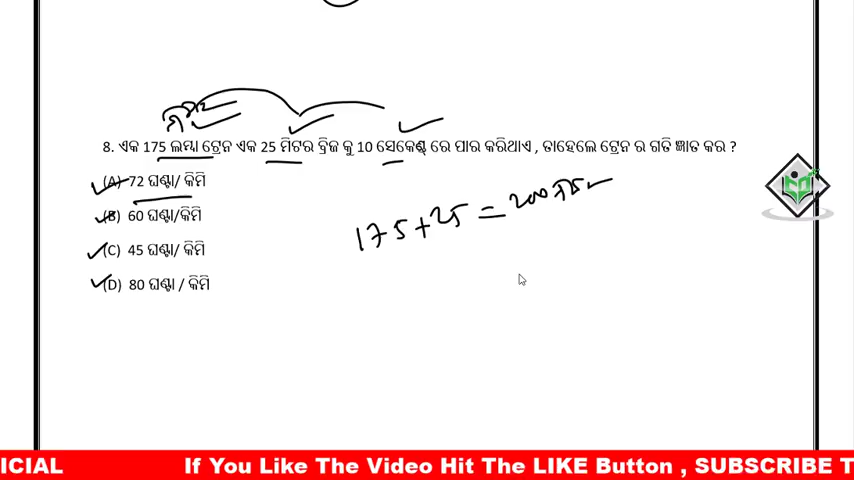 8. ଏକ 175 ଲମ୍ବା ଟ୍ରେନ ଏକ 25 ମିଟର ବ୍ରିଜ କୁ 10 ସେକେଣ୍ଡ୍ ରେ ପାର କରିଥାଏ , ତାହେଲେ ଟ୍ରେନ ର ଗତି ଜ୍ଞାତ କର ?
(A) 72 ଘଣ୍ଟା/ କିମି
(B) 60 ଘଣ୍ଟା/କିମି
(C) 45 ଘଣ୍ଟା/ କିମି
(D) 80 ଘଣ୍ଟା / କିମି
175+25=200
ICIAL If You Like The Video Hit The LIKE Button , SUBSCRIBE T